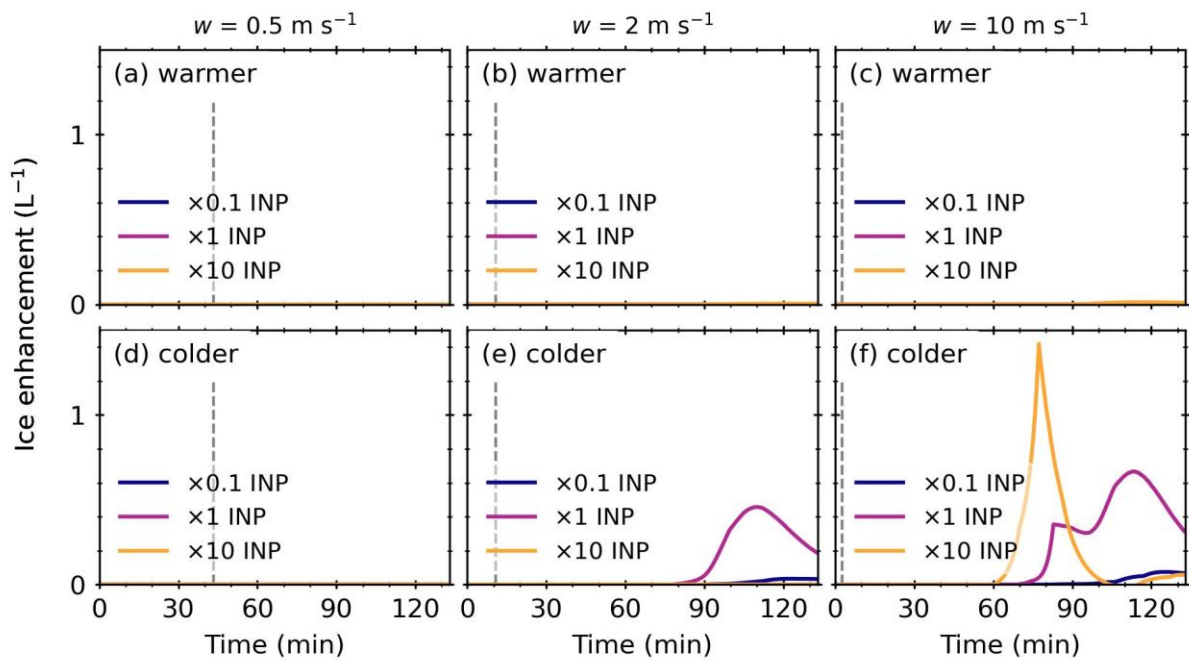 w = 0.5 m s⁻¹
w = 2 m s⁻¹
w = 10 m s⁻¹
Ice enhancement (L⁻¹)
(a) warmer
1
0
×0.1 INP
×1 INP
×10 INP
(b) warmer
×0.1 INP
×1 INP
×10 INP
(c) warmer
×0.1 INP
×1 INP
×10 INP
(d) colder
1
0
×0.1 INP
×1 INP
×10 INP
0 30 60 90 120
Time (min)
(e) colder
×0.1 INP
×1 INP
×10 INP
0 30 60 90 120
Time (min)
(f) colder
×0.1 INP
×1 INP
×10 INP
0 30 60 90 120
Time (min)